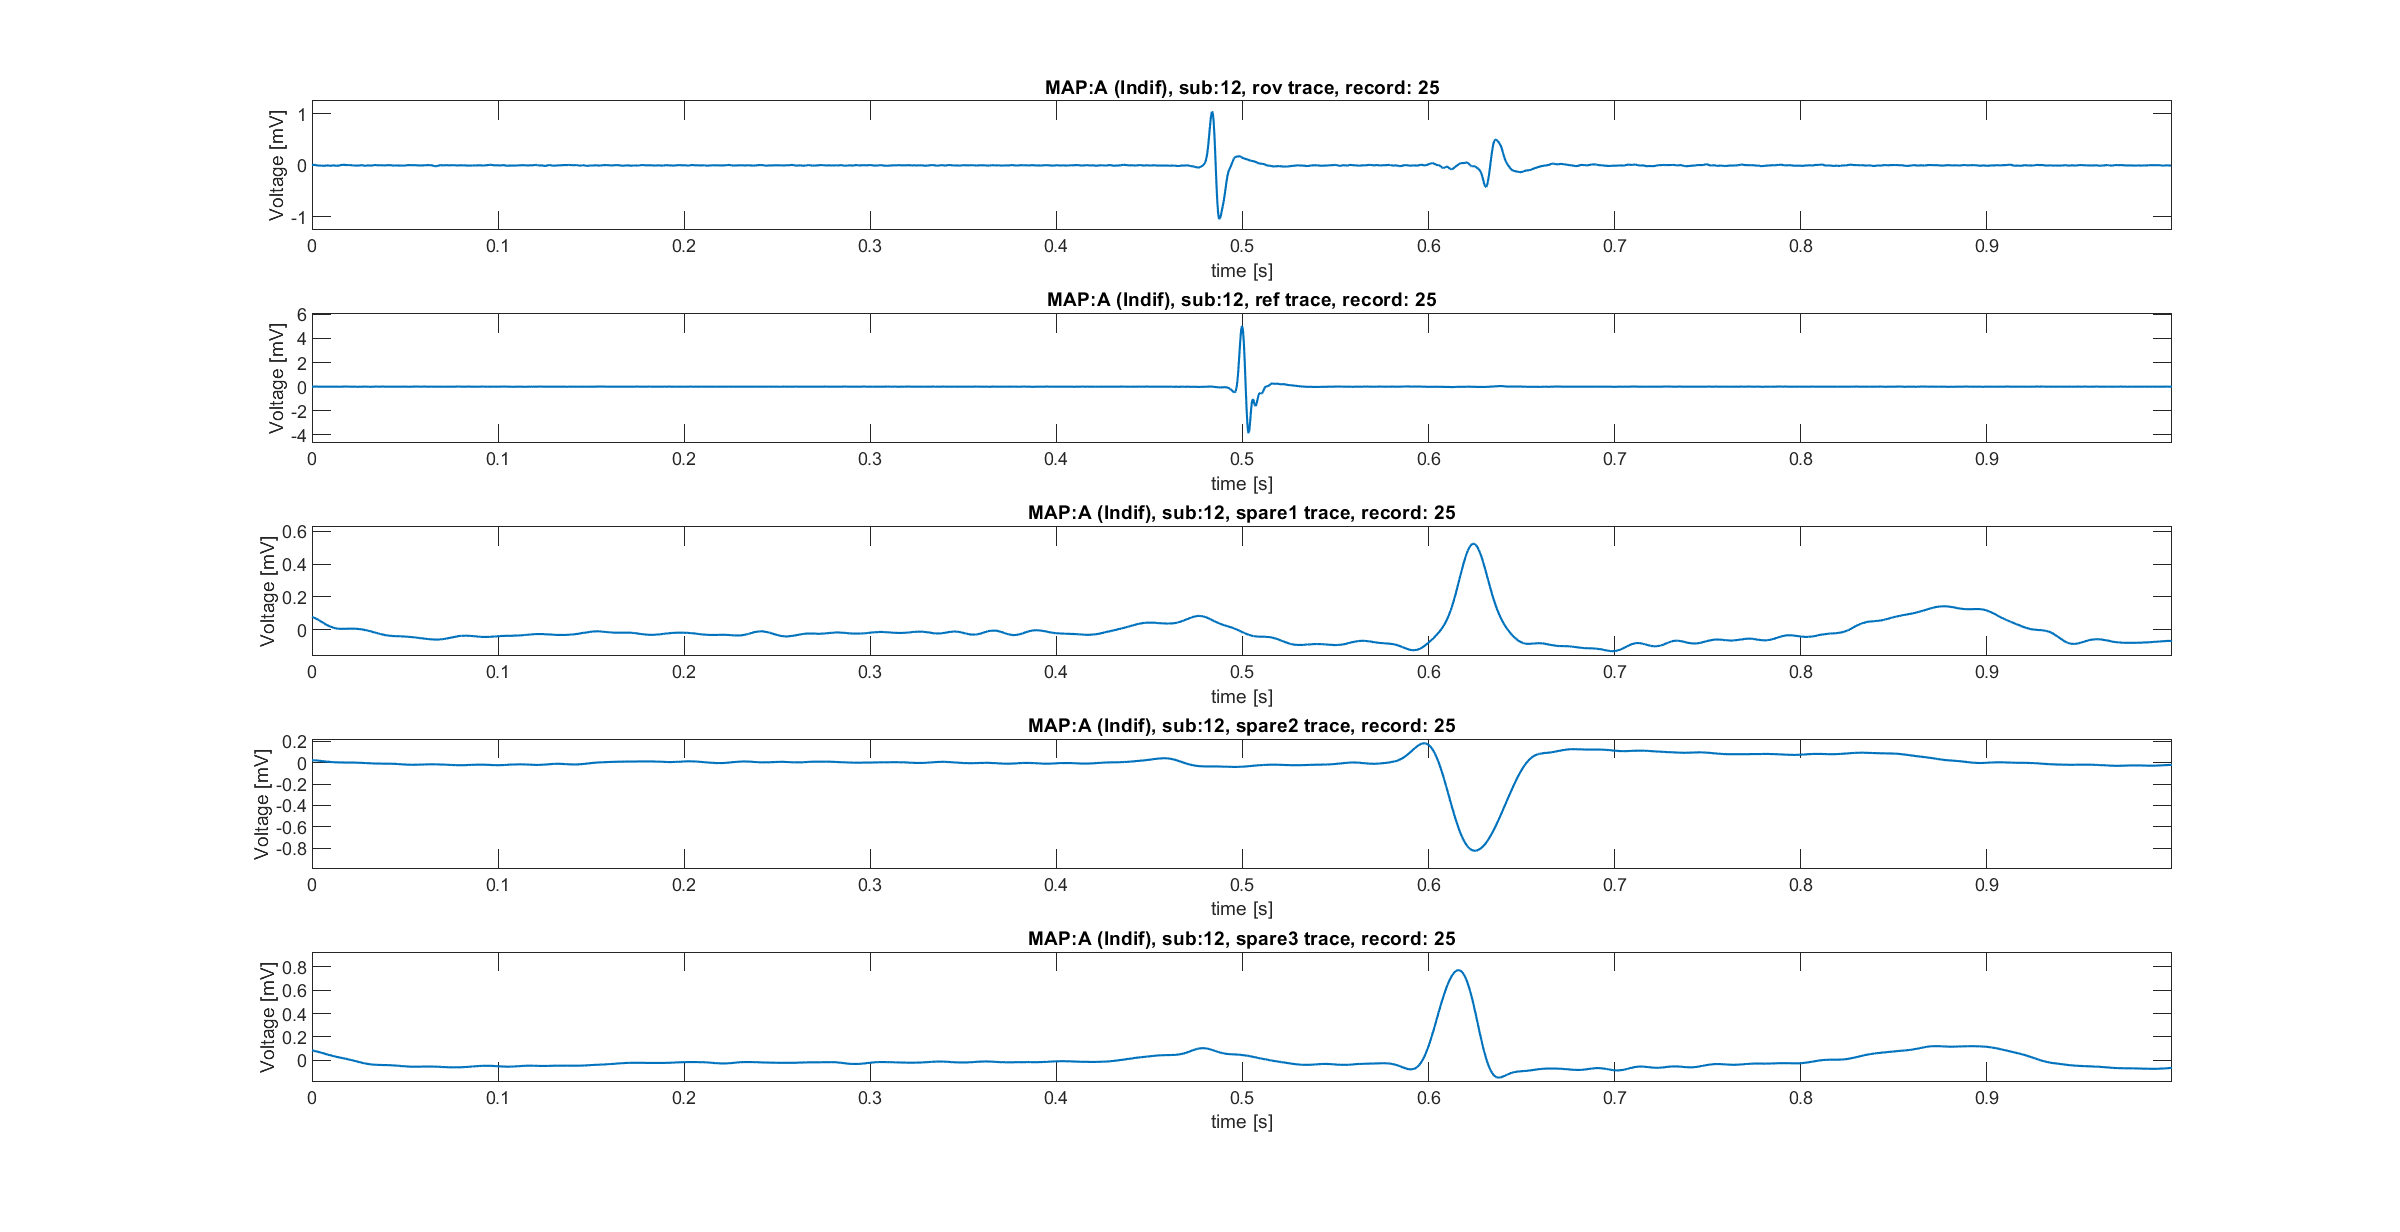 MAP:A (Indif), sub:12, rov trace, record: 25
Voltage [mV]
1
0
-1
0 0.1 0.2 0.3 0.4 0.5 0.6 0.7 0.8 0.9
time [s]
MAP:A (Indif), sub:12, ref trace, record: 25
Voltage [mV]
6
4
2
0
-2
-4
0 0.1 0.2 0.3 0.4 0.5 0.6 0.7 0.8 0.9
time [s]
MAP:A (Indif), sub:12, spare1 trace, record: 25
Voltage [mV]
0.6
0.4
0.2
0
0 0.1 0.2 0.3 0.4 0.5 0.6 0.7 0.8 0.9
time [s]
MAP:A (Indif), sub:12, spare2 trace, record: 25
Voltage [mV]
0.2
0
-0.2
-0.4
-0.6
-0.8
0 0.1 0.2 0.3 0.4 0.5 0.6 0.7 0.8 0.9
time [s]
MAP:A (Indif), sub:12, spare3 trace, record: 25
Voltage [mV]
0.8
0.6
0.4
0.2
0
0 0.1 0.2 0.3 0.4 0.5 0.6 0.7 0.8 0.9
time [s]